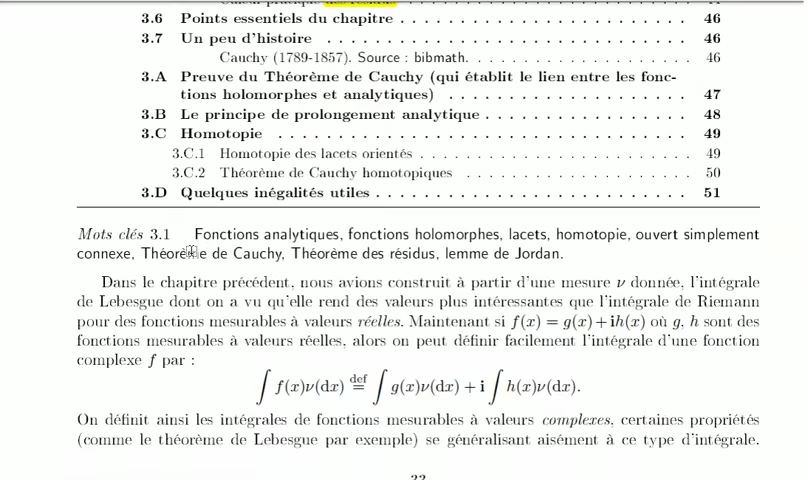 3.6 Points essentiels du chapitre . . . . . . . . . . . . . . . . . . . . . . . . 46
3.7 Un peu d'histoire . . . . . . . . . . . . . . . . . . . . . . . . . . . . . . 46
Cauchy (1789-1857). Source : bibmath. . . . . . . . . . . . . . . . . . . 46
3.A Preuve du Théorème de Cauchy (qui établit le lien entre les fonc-
tions holomorphes et analytiques) . . . . . . . . . . . . . . . . . . . . 47
3.B Le principe de prolongement analytique . . . . . . . . . . . . . . . . . 48
3.C Homotopie . . . . . . . . . . . . . . . . . . . . . . . . . . . . . . . . . . 49
3.C.1 Homotopie des lacets orientés . . . . . . . . . . . . . . . . . . . . . . 49
3.C.2 Théorème de Cauchy homotopiques . . . . . . . . . . . . . . . . . . . 50
3.D Quelques inégalités utiles . . . . . . . . . . . . . . . . . . . . . . . . . . 51
Mots clés 3.1 Fonctions analytiques, fonctions holomorphes, lacets, homotopie, ouvert simplement
connexe, Théorème de Cauchy, Théorème des résidus, lemme de Jordan.
Dans le chapitre précédent, nous avions construit à partir d'une mesure ν donnée, l'intégrale
de Lebesgue dont on a vu qu'elle rend des valeurs plus intéressantes que l'intégrale de Riemann
pour des fonctions mesurables à valeurs réelles. Maintenant si f(x) = g(x)+ih(x) où g, h sont des
fonctions mesurables à valeurs réelles, alors on peut définir facilement l'intégrale d'une fonction
complexe f par :
∫ f(x)ν(dx) def= ∫ g(x)ν(dx) + i ∫ h(x)ν(dx).
On définit ainsi les intégrales de fonctions mesurables à valeurs complexes, certaines propriétés
(comme le théorème de Lebesgue par exemple) se généralisant aisément à ce type d'intégrale.